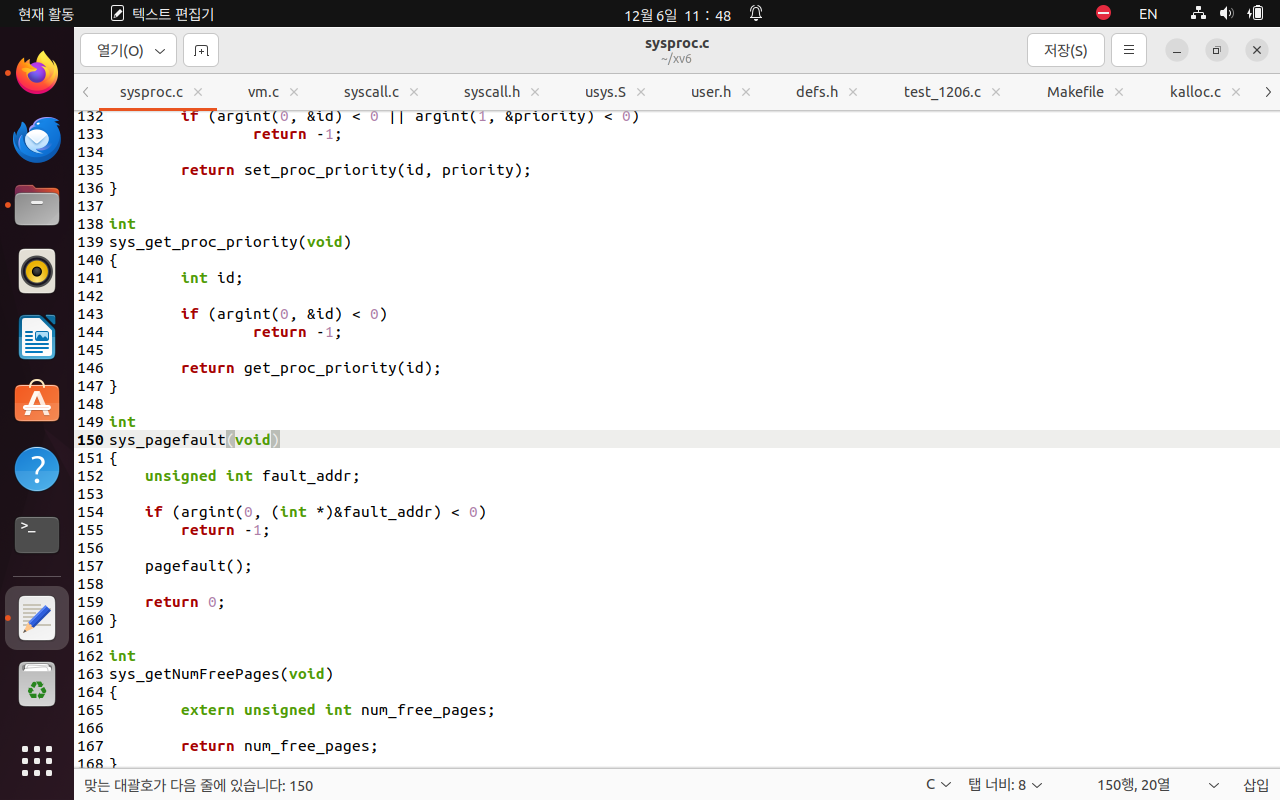 현재 활동 텍스트 편집기 12월 6일 11：48 EN
열기(O) sysproc.c 저장(S)
~/xv6
sysproc.c vm.c syscall.c syscall.h usys.S user.h defs.h test_1206.c Makefile kalloc.c
132 if (argint(0, &id) < 0 || argint(1, &priority) < 0)
133 return -1;
134
135 return set_proc_priority(id, priority);
136 }
137
138 int
139 sys_get_proc_priority(void)
140 {
141 int id;
142
143 if (argint(0, &id) < 0)
144 return -1;
145
146 return get_proc_priority(id);
147 }
148
149 int
150 sys_pagefault(void)
151 {
152 unsigned int fault_addr;
153
154 if (argint(0, (int *)&fault_addr) < 0)
155 return -1;
156
157 pagefault();
158
159 return 0;
160 }
161
162 int
163 sys_getNumFreePages(void)
164 {
165 extern unsigned int num_free_pages;
166
167 return num_free_pages;
168 }
맞는 대괄호가 다음 줄에 있습니다: 150 C 탭 너비: 8 150행, 20열 삽입